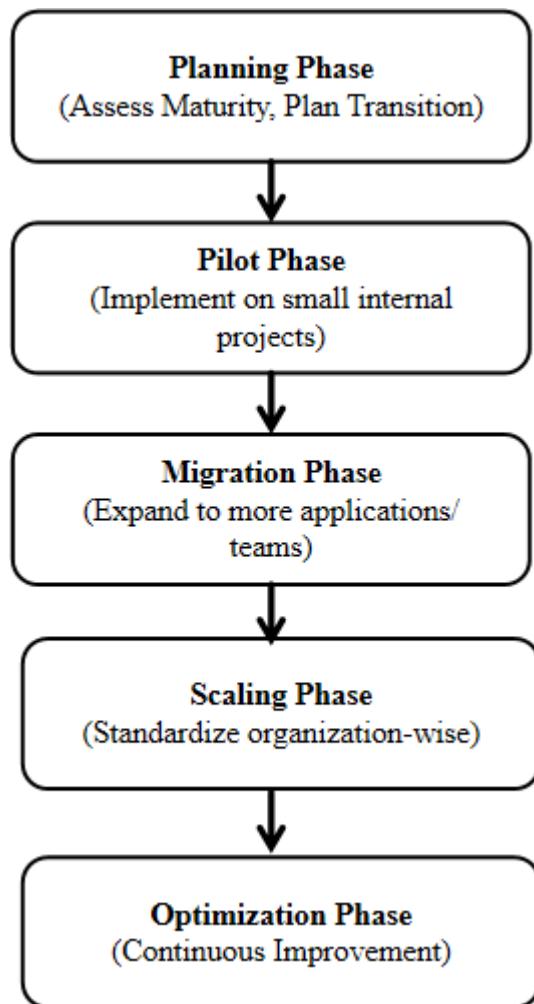 Planning Phase
(Assess Maturity, Plan Transition)
Pilot Phase
(Implement on small internal
projects)
Migration Phase
(Expand to more applications/
teams)
Scaling Phase
(Standardize organization-wise)
Optimization Phase
(Continuous Improvement)